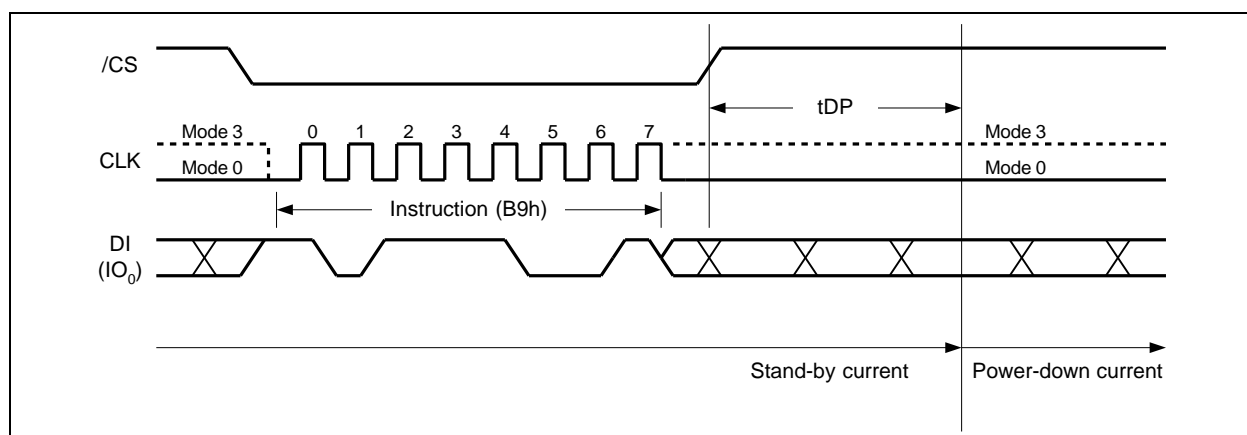 /CS
tDP
Mode 3 0 1 2 3 4 5 6 7 Mode 3
CLK
Mode 0 Mode 0
Instruction (B9h)
DI
(IO₀)
Stand-by current Power-down current